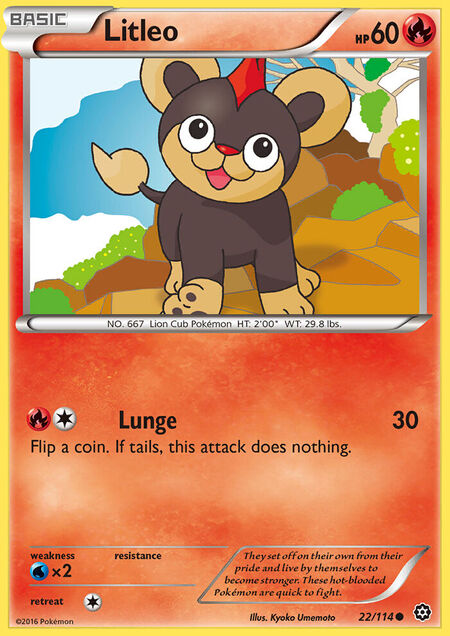 BASIC
Litleo
HP60
NO. 667 Lion Cub Pokémon HT: 2'00" WT: 29.8 lbs.
Lunge 30
Flip a coin. If tails, this attack does nothing.
weakness resistance
×2
retreat
They set off on their own from their
pride and live by themselves to
become stronger. These hot-blooded
Pokémon are quick to fight.
©2016 Pokémon
Illus. Kyoko Umemoto
22/114